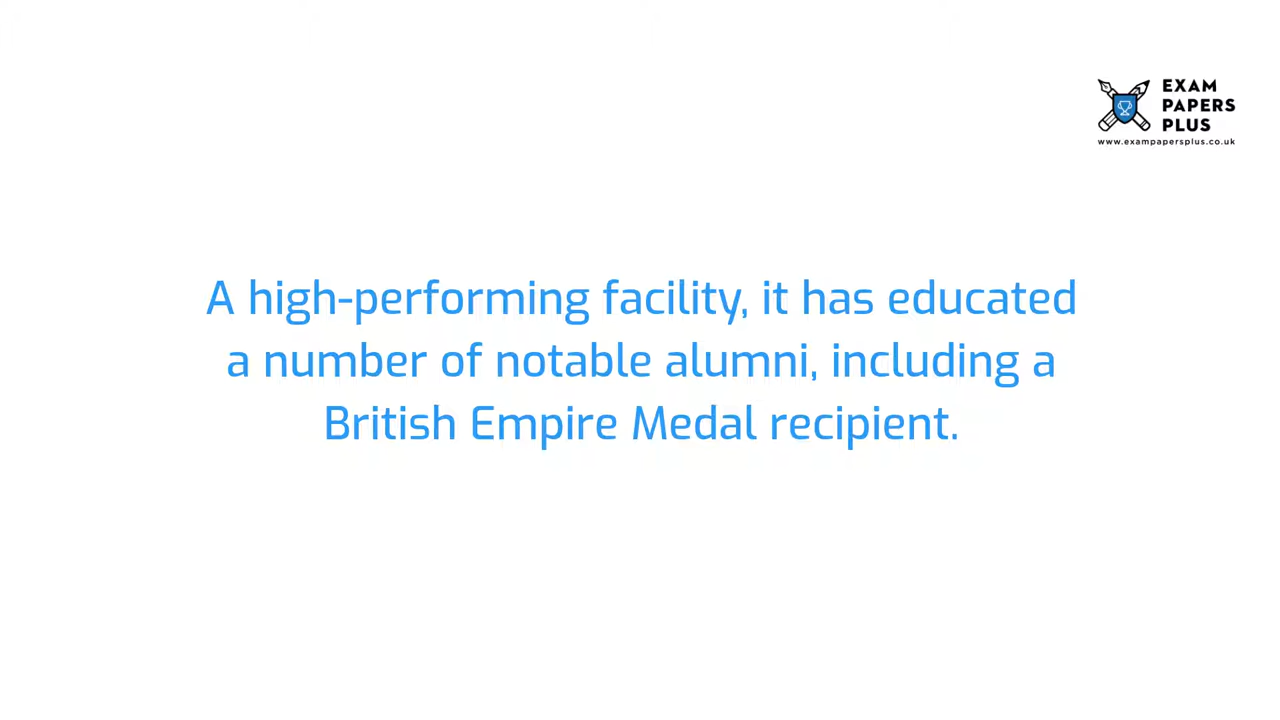 EXAM
PAPERS
PLUS
www.exampapersplus.co.uk
A high-performing facility, it has educated
a number of notable alumni, including a
British Empire Medal recipient.